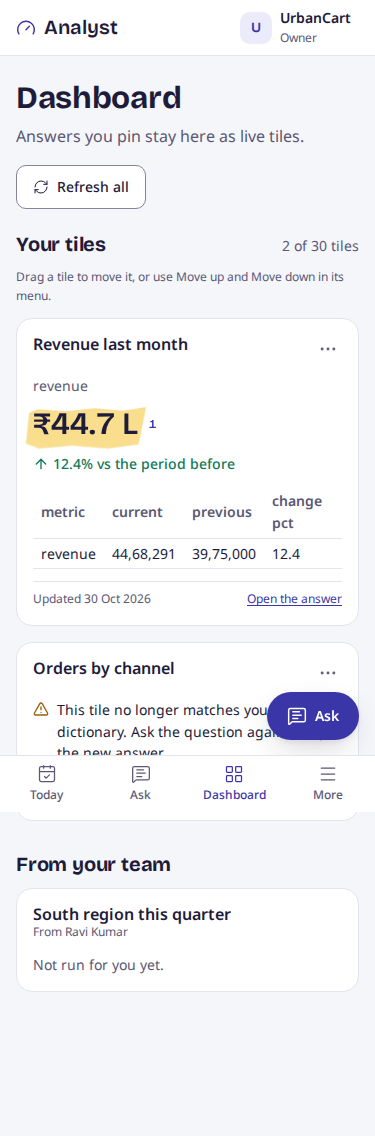 Analyst
U
UrbanCart
Owner
Dashboard
Answers you pin stay here as live tiles.
Refresh all
Your tiles
2 of 30 tiles
Drag a tile to move it, or use Move up and Move down in its
menu.
Revenue last month
revenue
₹44.7 L 1
↑ 12.4% vs the period before
metric current previous change pct
revenue 44,68,291 39,75,000 12.4
Updated 30 Oct 2026
Open the answer
Orders by channel
This tile no longer matches
dictionary. Ask the question
the new answer
Ask
Today
Ask
Dashboard
More
From your team
South region this quarter
From Ravi Kumar
Not run for you yet.